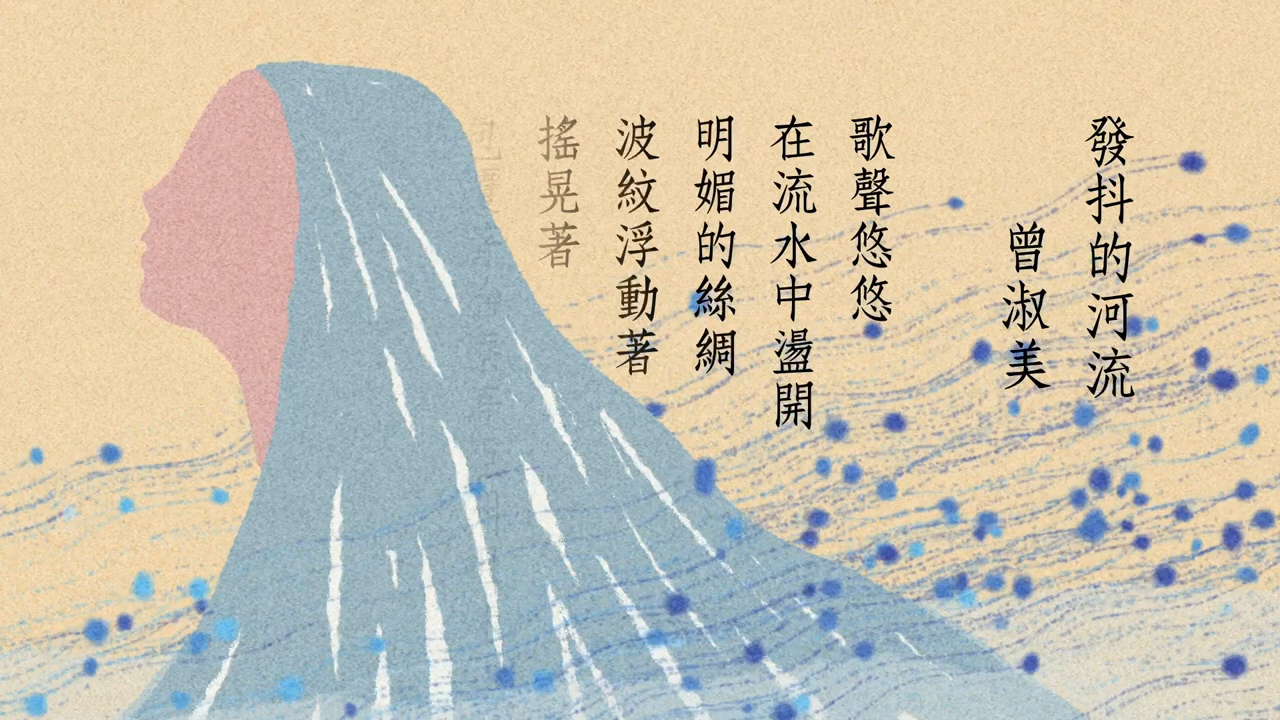 發抖的河流
曾淑美
歌聲悠悠
在流水中盪開
明媚的絲綢
波紋浮動著
搖晃著